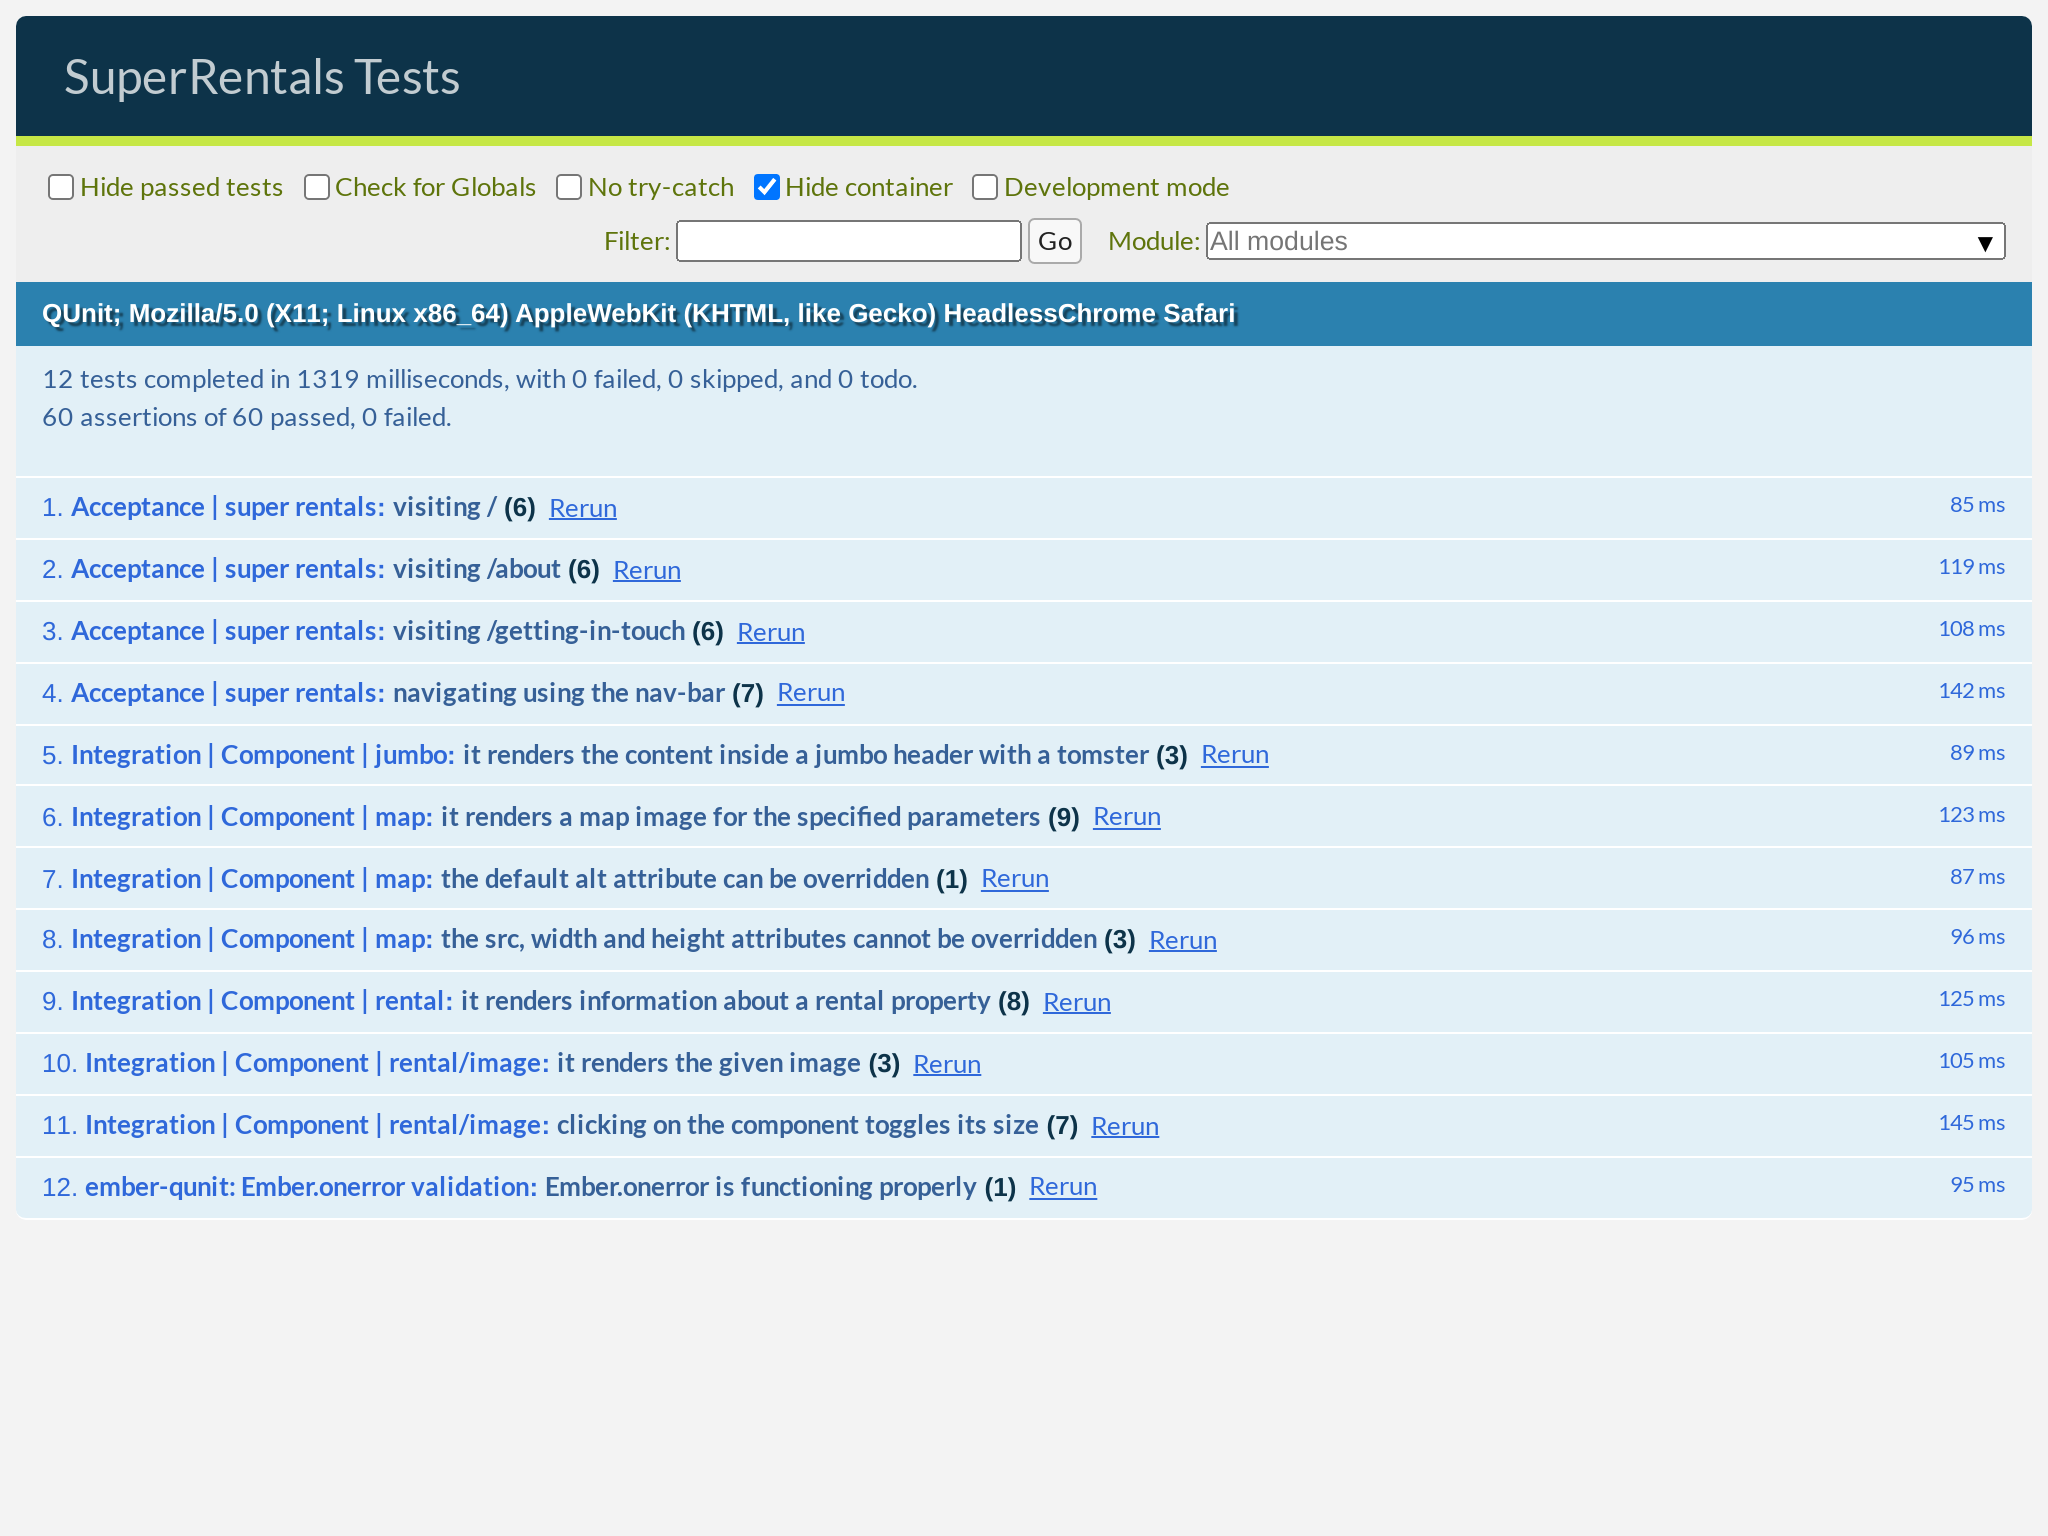 SuperRentals Tests
Hide passed tests Check for Globals No try-catch Hide container Development mode
Filter: Go Module: All modules ▼
QUnit; Mozilla/5.0 (X11; Linux x86_64) AppleWebKit (KHTML, like Gecko) HeadlessChrome Safari
12 tests completed in 1319 milliseconds, with 0 failed, 0 skipped, and 0 todo.
60 assertions of 60 passed, 0 failed.
1. Acceptance | super rentals: visiting / (6) Rerun 85 ms
2. Acceptance | super rentals: visiting /about (6) Rerun 119 ms
3. Acceptance | super rentals: visiting /getting-in-touch (6) Rerun 108 ms
4. Acceptance | super rentals: navigating using the nav-bar (7) Rerun 142 ms
5. Integration | Component | jumbo: it renders the content inside a jumbo header with a tomster (3) Rerun 89 ms
6. Integration | Component | map: it renders a map image for the specified parameters (9) Rerun 123 ms
7. Integration | Component | map: the default alt attribute can be overridden (1) Rerun 87 ms
8. Integration | Component | map: the src, width and height attributes cannot be overridden (3) Rerun 96 ms
9. Integration | Component | rental: it renders information about a rental property (8) Rerun 125 ms
10. Integration | Component | rental/image: it renders the given image (3) Rerun 105 ms
11. Integration | Component | rental/image: clicking on the component toggles its size (7) Rerun 145 ms
12. ember-qunit: Ember.onerror validation: Ember.onerror is functioning properly (1) Rerun 95 ms